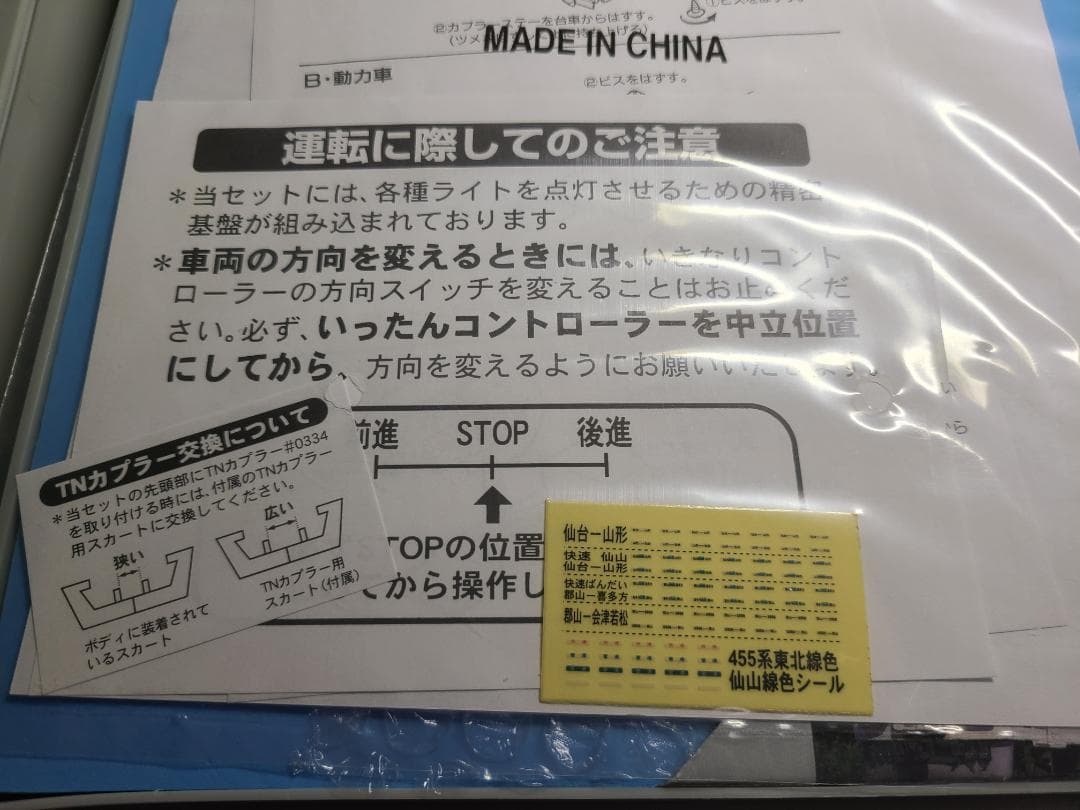 ②カプラーステーを台車からはずす。
(ツメ
MADE IN CHINA
B・動力車
②ビスをはずす。
運転に際してのご注意
＊当セットには、各種ライトを点灯させるための精密
基盤が組み込まれております。
＊車両の方向を変えるときには、いきなりコント
ローラーの方向スイッチを変えることはお止めくだ
さい。必ず、いったんコントローラーを中立位置
にしてから、方向を変えるようにお願いいたします。
前進 STOP 後進
TOPの位置
てから操作し
TNカプラー交換について
＊当セットの先頭部にTNカプラー#0334
を取り付ける時には、付属のTNカプラー
用スカートに交換してください。
狭い
広い
ボディに装着されて
いるスカート
TNカプラー用
スカート(付属)
仙台ー山形
快速 仙山
仙台ー山形
快速ばんだい
郡山ー喜多方
郡山ー会津若松
455系東北線色
仙山線色シール